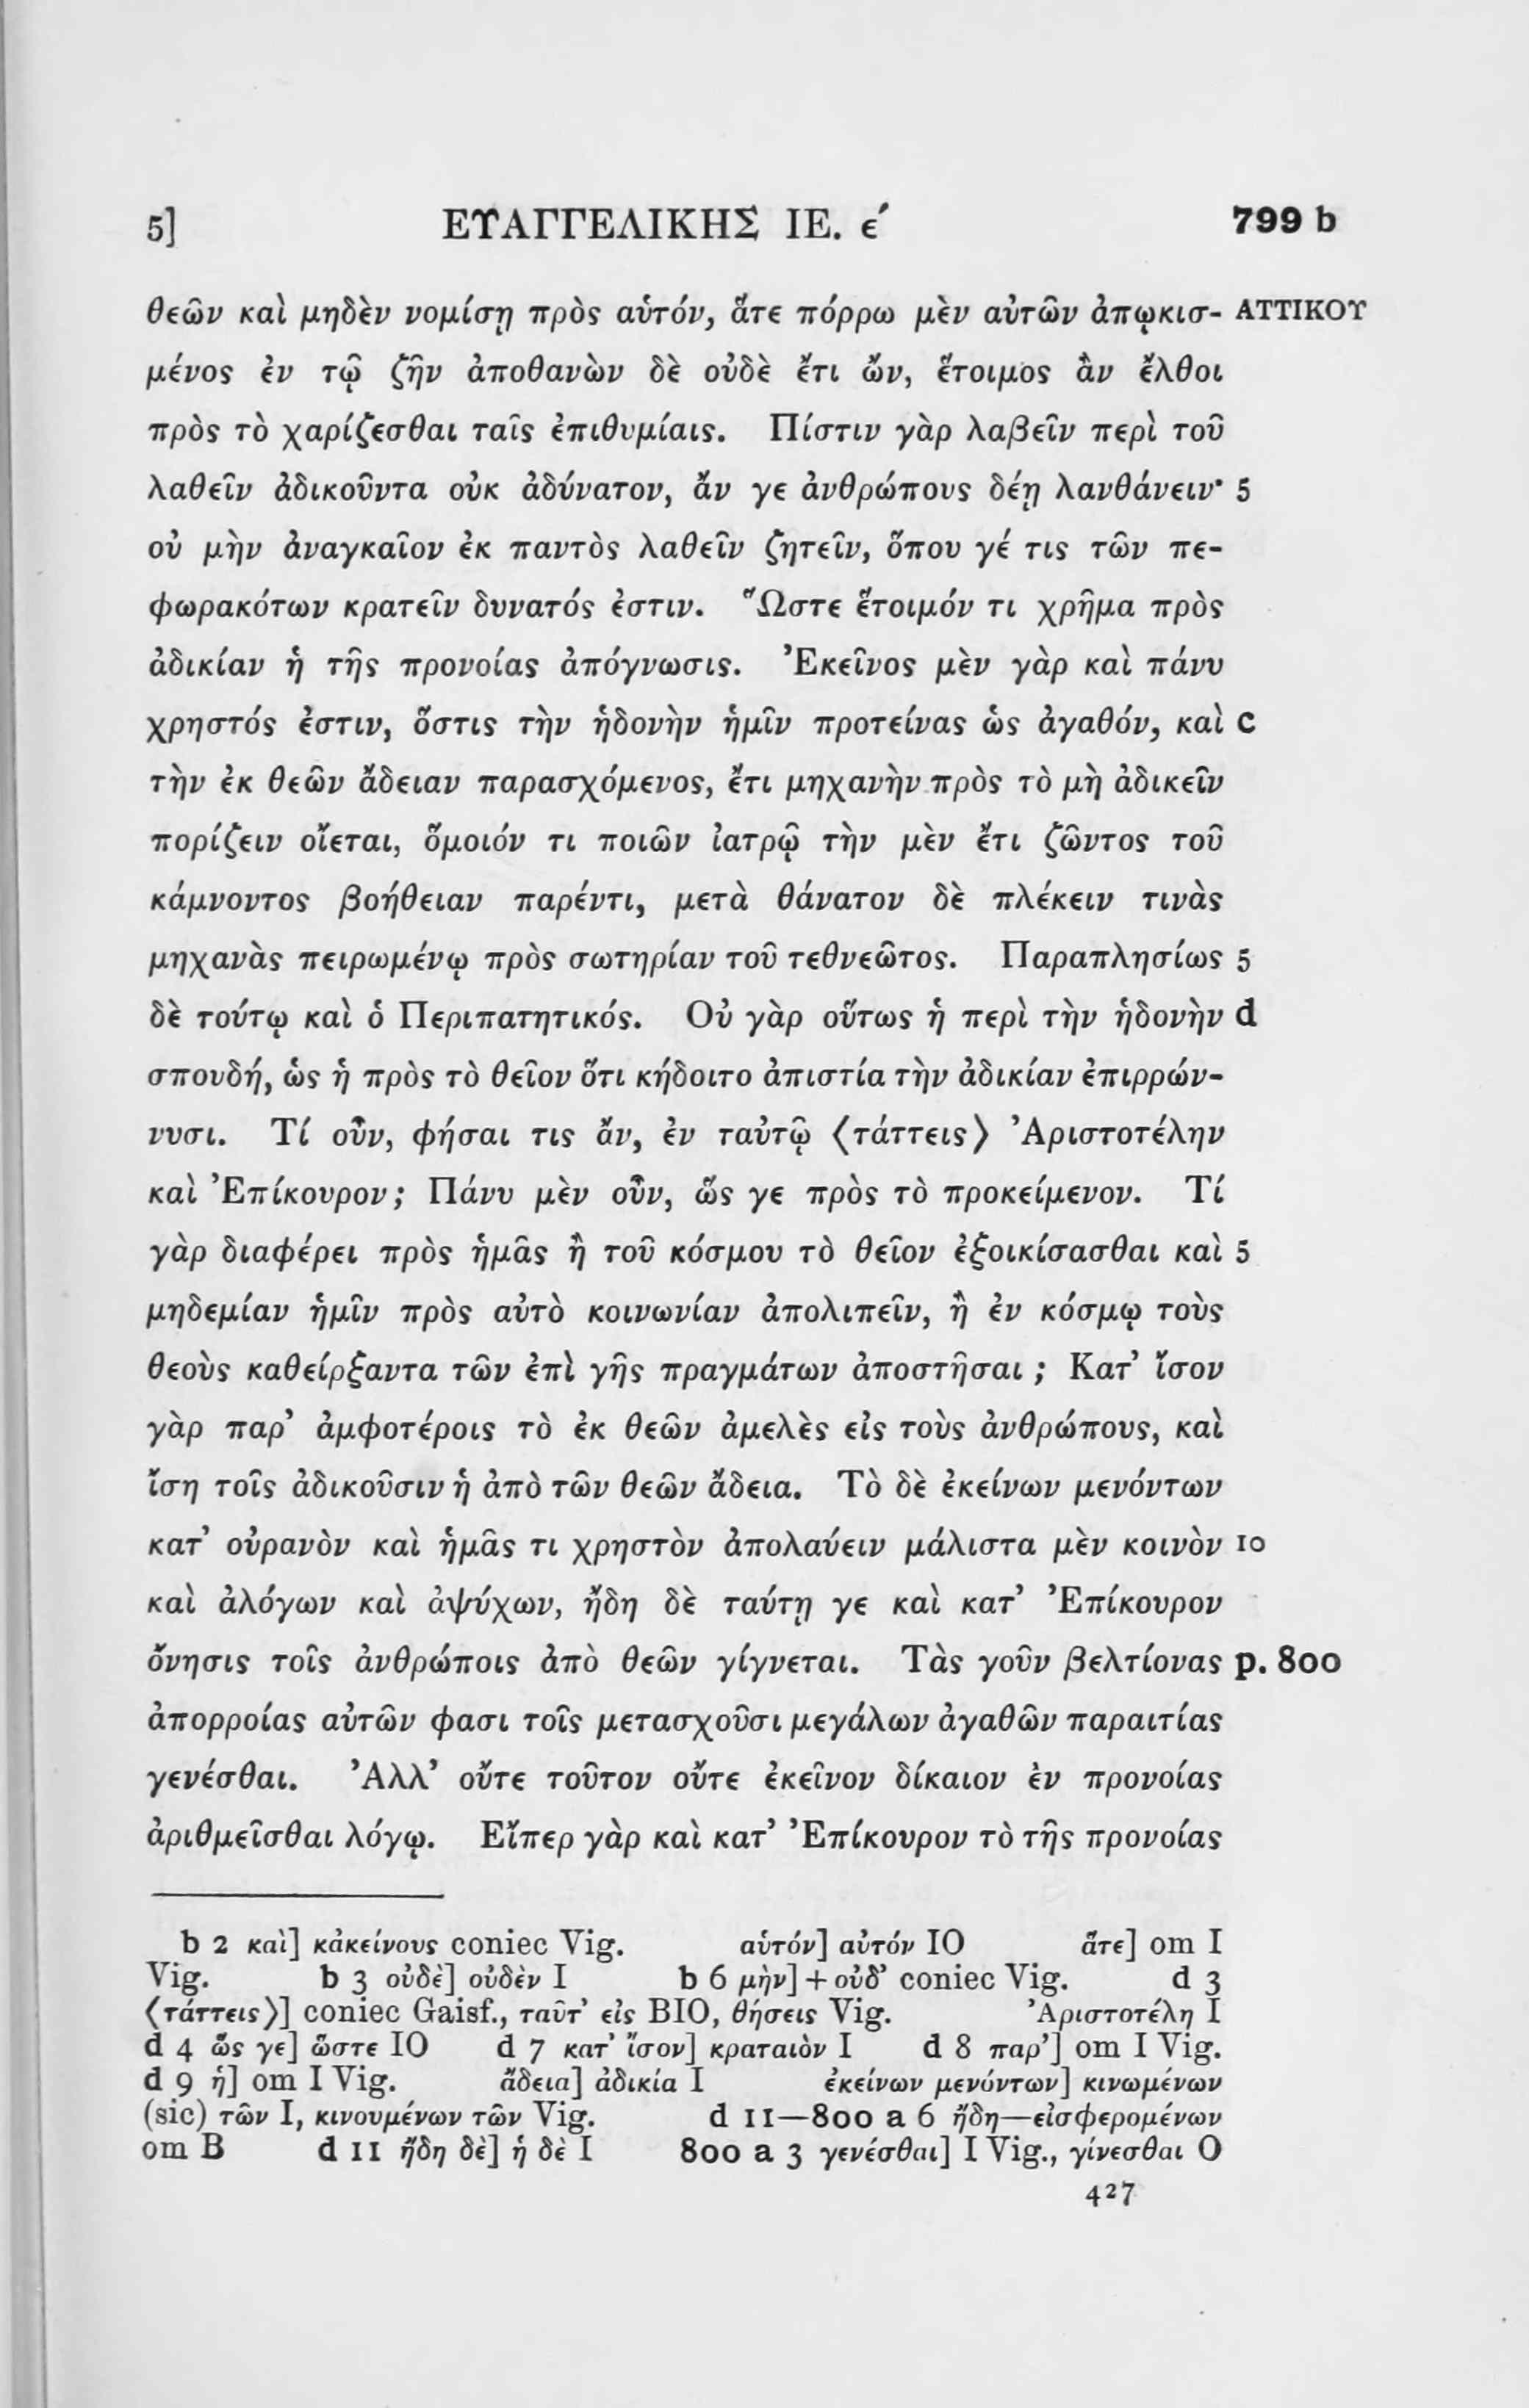 5] ΕΥΑΓΓΕΛΙΚΗΣ ΙΕ. ε´ 799 b
θεῶν καὶ μηδὲν νομίσῃ πρὸς αὑτόν, ἅτε πόρρω μὲν αὐτῶν ἀπῳκισ- ΑΤΤΙΚΟΥ
μένος ἐν τῷ ζῆν ἀποθανὼν δὲ οὐδὲ ἔτι ὤν, ἕτοιμος ἂν ἔλθοι
πρὸς τὸ χαρίζεσθαι ταῖς ἐπιθυμίαις. Πίστιν γὰρ λαβεῖν περὶ τοῦ
λαθεῖν ἀδικοῦντα οὐκ ἀδύνατον, ἄν γε ἀνθρώπους δέῃ λανθάνειν· 5
οὐ μὴν ἀναγκαῖον ἐκ παντὸς λαθεῖν ζητεῖν, ὅπου γέ τις τῶν πε-
φωρακότων κρατεῖν δυνατός ἐστιν. Ὥστε ἕτοιμόν τι χρῆμα πρὸς
ἀδικίαν ἡ τῆς προνοίας ἀπόγνωσις. Ἐκεῖνος μὲν γὰρ καὶ πάνυ
χρηστός ἐστιν, ὅστις τὴν ἡδονὴν ἡμῖν προτείνας ὡς ἀγαθόν, καὶ c
τὴν ἐκ θεῶν ἄδειαν παρασχόμενος, ἔτι μηχανὴν πρὸς τὸ μὴ ἀδικεῖν
πορίζειν οἴεται, ὅμοιόν τι ποιῶν ἰατρῷ τὴν μὲν ἔτι ζῶντος τοῦ
κάμνοντος βοήθειαν παρέντι, μετὰ θάνατον δὲ πλέκειν τινὰς
μηχανὰς πειρωμένῳ πρὸς σωτηρίαν τοῦ τεθνεῶτος. Παραπλησίως 5
δὲ τούτῳ καὶ ὁ Περιπατητικός. Οὐ γὰρ οὕτως ἡ περὶ τὴν ἡδονὴν d
σπουδή, ὡς ἡ πρὸς τὸ θεῖον ὅτι κήδοιτο ἀπιστία τὴν ἀδικίαν ἐπιρρών-
νυσι. Τί οὖν, φήσαι τις ἄν, ἐν ταὐτῷ ⟨τάττεις⟩ Ἀριστοτέλην
καὶ Ἐπίκουρον; Πάνυ μὲν οὖν, ὥς γε πρὸς τὸ προκείμενον. Τί
γὰρ διαφέρει πρὸς ἡμᾶς ἢ τοῦ κόσμου τὸ θεῖον ἐξοικίσασθαι καὶ 5
μηδεμίαν ἡμῖν πρὸς αὐτὸ κοινωνίαν ἀπολιπεῖν, ἢ ἐν κόσμῳ τοὺς
θεοὺς καθείρξαντα τῶν ἐπὶ γῆς πραγμάτων ἀποστῆσαι; Κατ’ ἴσον
γὰρ παρ’ ἀμφοτέροις τὸ ἐκ θεῶν ἀμελὲς εἰς τοὺς ἀνθρώπους, καὶ
ἴση τοῖς ἀδικοῦσιν ἡ ἀπὸ τῶν θεῶν ἄδεια. Τὸ δὲ ἐκείνων μενόντων
κατ’ οὐρανὸν καὶ ἡμᾶς τι χρηστὸν ἀπολαύειν μάλιστα μὲν κοινὸν 10
καὶ ἀλόγων καὶ ἀψύχων, ἤδη δὲ ταύτῃ γε καὶ κατ’ Ἐπίκουρον
ὄνησις τοῖς ἀνθρώποις ἀπὸ θεῶν γίγνεται. Τὰς γοῦν βελτίονας p. 800
ἀπορροίας αὐτῶν φασι τοῖς μετασχοῦσι μεγάλων ἀγαθῶν παραιτίας
γενέσθαι. Ἀλλ’ οὔτε τοῦτον οὔτε ἐκεῖνον δίκαιον ἐν προνοίας
ἀριθμεῖσθαι λόγῳ. Εἴπερ γὰρ καὶ κατ’ Ἐπίκουρον τὸ τῆς προνοίας
b 2 καὶ] κἀκείνους coniec Vig. αὑτόν] αὐτόν IO ἅτε] om I
Vig. b 3 οὐδὲ] οὐδὲν I b 6 μὴν] + οὐδ’ coniec Vig. d 3
⟨τάττεις⟩] coniec Gaisf., ταῦτ’ εἰς BIO, θήσεις Vig. Ἀριστοτέλη I
d 4 ὥς γε] ὥστε IO d 7 κατ’ ἴσον] κραταιὸν I d 8 παρ’] om I Vig.
d 9 ἡ] om I Vig. ἄδεια] ἀδικία I ἐκείνων μενόντων] κινωμένων
(sic) τῶν I, κινουμένων τῶν Vig. d 11—800 a 6 ἤδη—εἰσφερομένων
om B d 11 ἤδη δὲ] ἡ δὲ I 800 a 3 γενέσθαι] I Vig., γίνεσθαι O
427